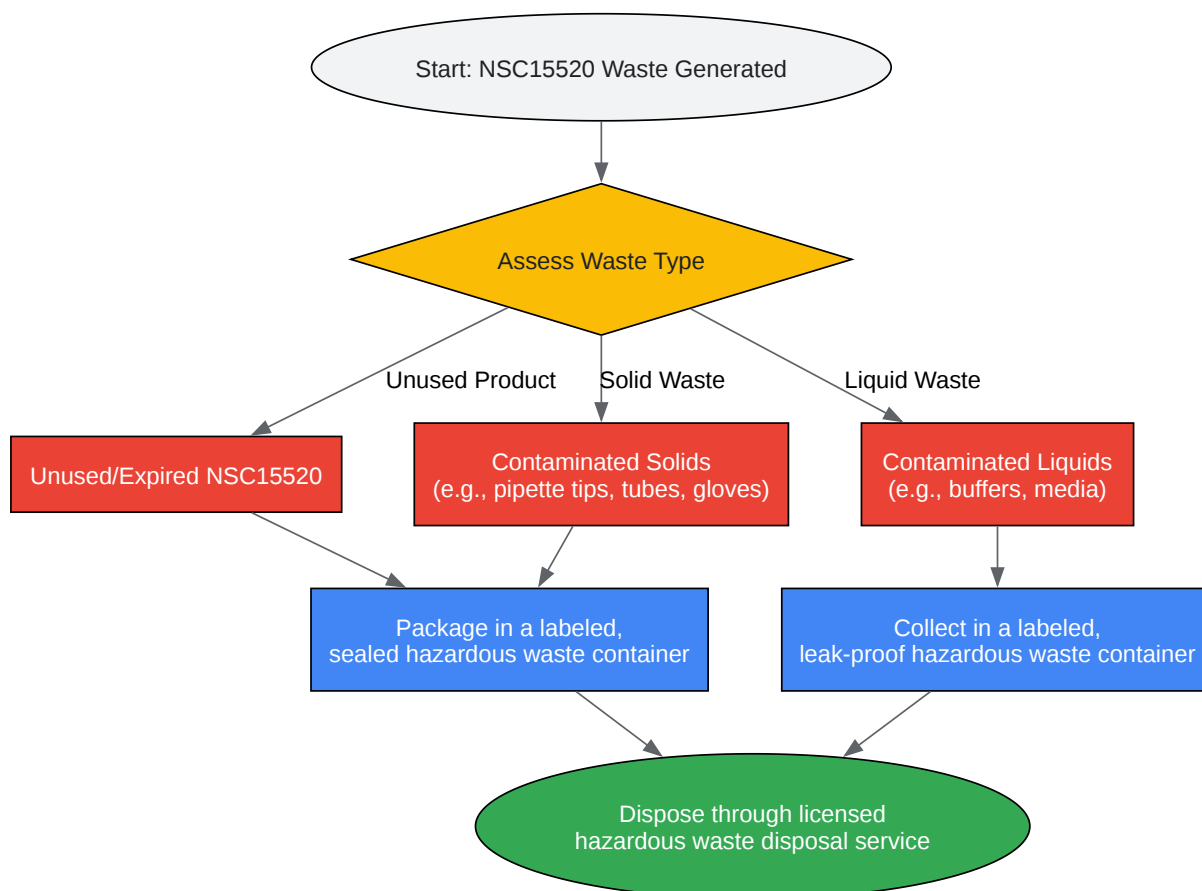 Start: NSC15520 Waste Generated
Assess Waste Type
Unused Product
Solid Waste
Liquid Waste
Unused/Expired NSC15520
Contaminated Solids
(e.g., pipette tips, tubes, gloves)
Contaminated Liquids
(e.g., buffers, media)
Package in a labeled,
sealed hazardous waste container
Collect in a labeled,
leak-proof hazardous waste container
Dispose through licensed
hazardous waste disposal service